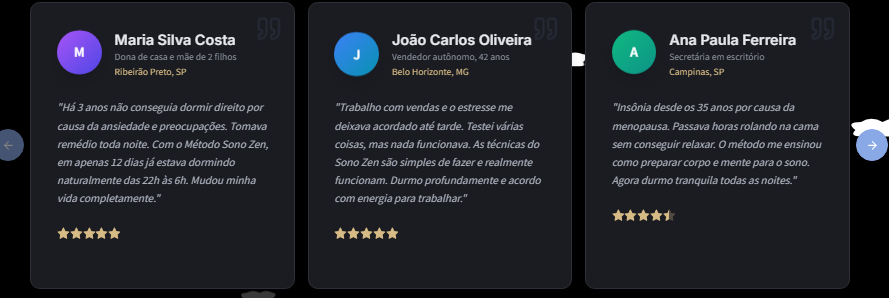 M
Maria Silva Costa
Dona de casa e mãe de 2 filhos
Ribeirão Preto, SP
"Há 3 anos não conseguia dormir direito por
causa da ansiedade e preocupações. Tomava
remédio toda noite. Com o Método Sono Zen,
em apenas 12 dias já estava dormindo
naturalmente das 22h às 6h. Mudou minha
vida completamente."
J
João Carlos Oliveira
Vendedor autônomo, 42 anos
Belo Horizonte, MG
"Trabalho com vendas e o estresse me
deixava acordado até tarde. Testei várias
coisas, mas nada funcionava. As técnicas do
Sono Zen são simples de fazer e realmente
funcionam. Durmo profundamente e acordo
com energia para trabalhar."
A
Ana Paula Ferreira
Secretária em escritório
Campinas, SP
"Insônia desde os 35 anos por causa da
menopausa. Passava horas rolando na cama
sem conseguir relaxar. O método me ensinou
como preparar corpo e mente para o sono.
Agora durmo tranquila todas as noites."